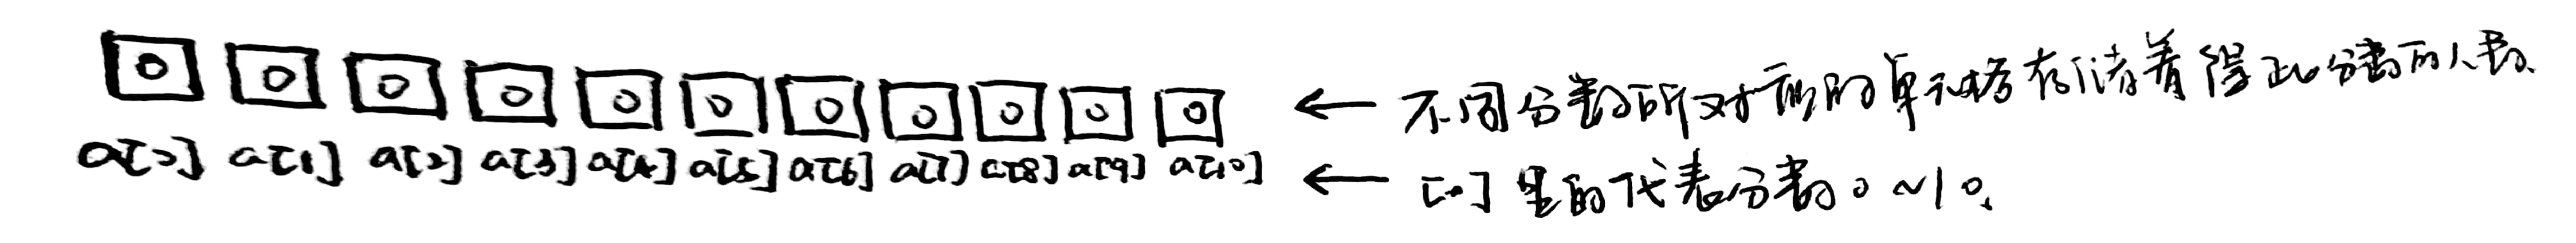 0 0 0 0 0 0 0 0 0 0 0 ← 不同分数所对应的单元格存储着得此分数的人数.
a[0] a[1] a[2] a[3] a[4] a[5] a[6] a[7] a[8] a[9] a[10] ← [ ]里的代表分数0~10.